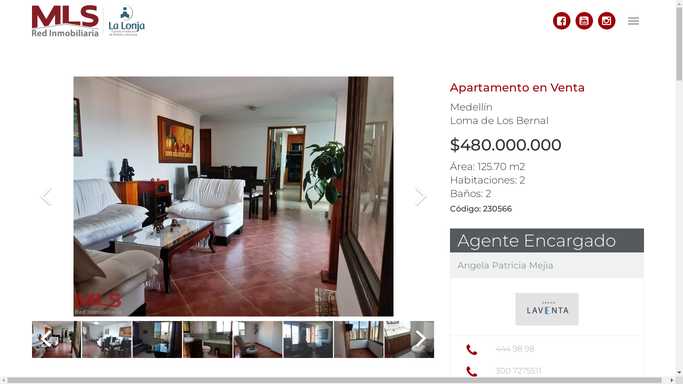 MLS
Red Inmobiliaria
La Lonja
Apartamento en Venta
Medellín
Loma de Los Bernal
$480.000.000
Área: 125.70 m2
Habitaciones: 2
Baños: 2
Código: 230566
Agente Encargado
Angela Patricia Mejia
LAVENTA
444 98 98
300 7275511
MLS
Red Inmobiliaria